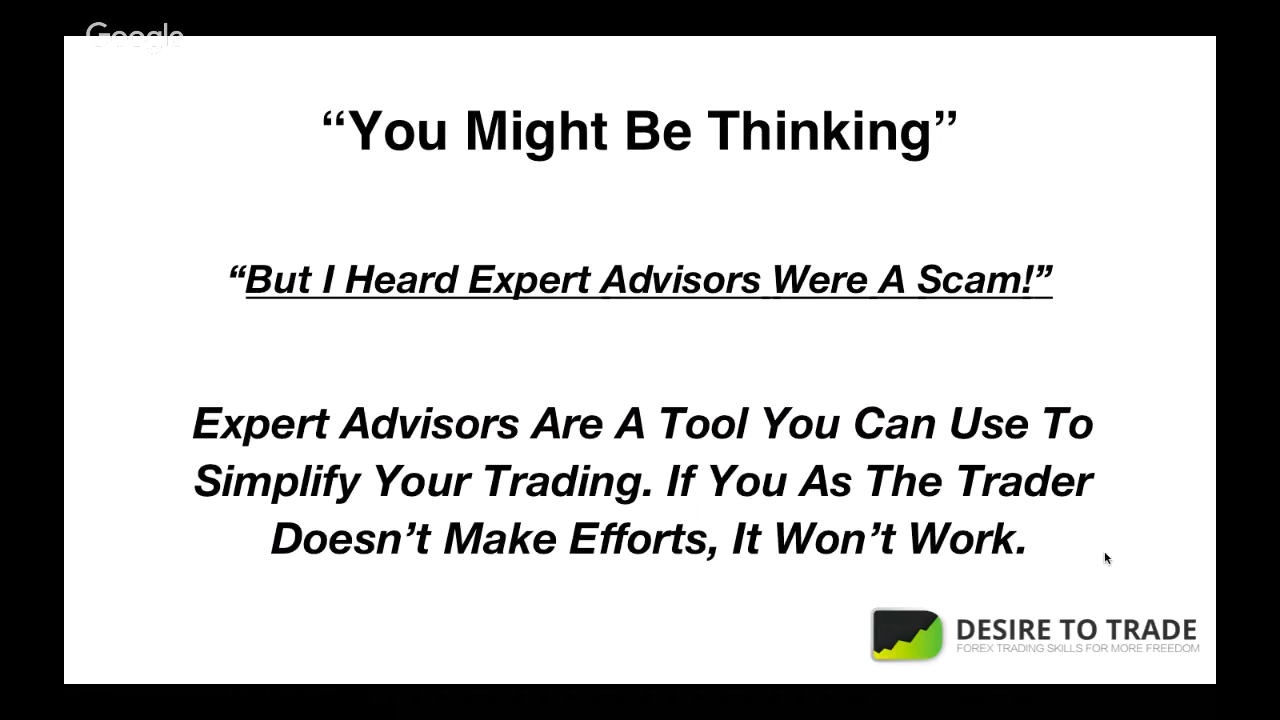 Google
“You Might Be Thinking”
“But I Heard Expert Advisors Were A Scam!”
Expert Advisors Are A Tool You Can Use To
Simplify Your Trading. If You As The Trader
Doesn’t Make Efforts, It Won’t Work.
DESIRE TO TRADE
FOREX TRADING SKILLS FOR MORE FREEDOM